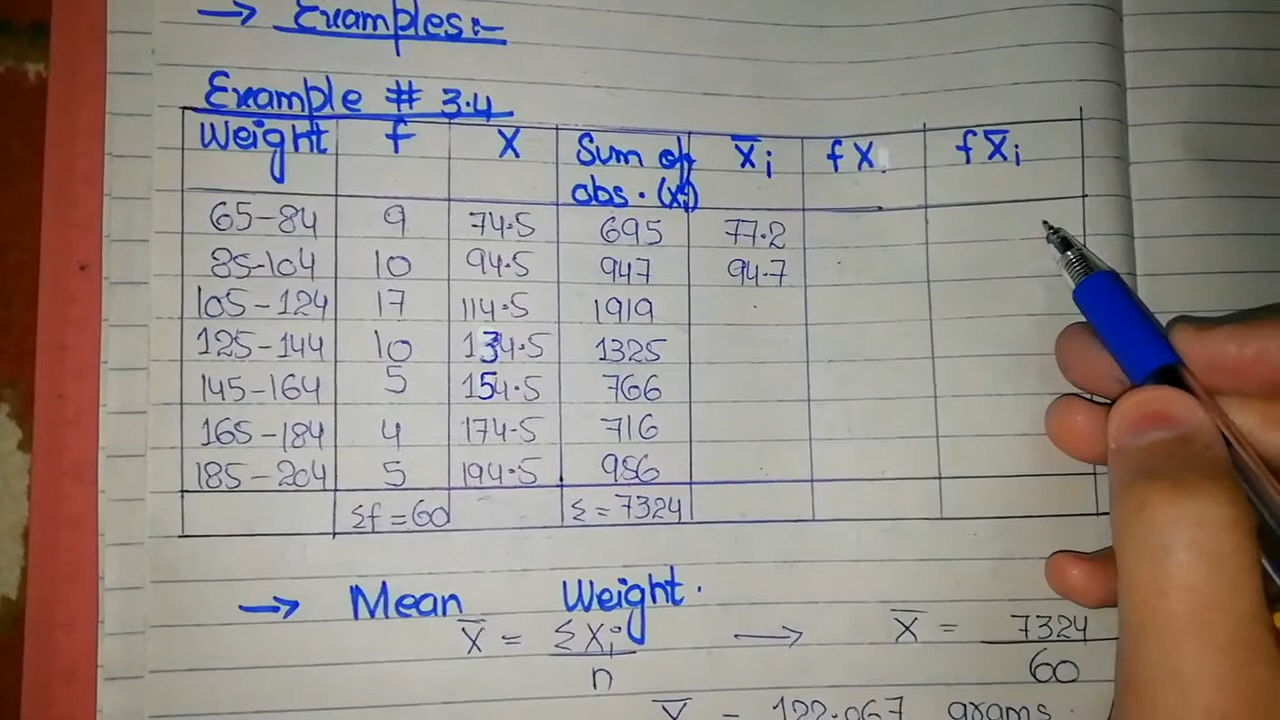 → Examples:-
Example # 3.4
Weight f X Sum of obs. (xi) X̄i fX fX̄i
65-84 9 74.5 695 77.2
85-104 10 94.5 947 94.7
105-124 17 114.5 1919
125-144 10 134.5 1325
145-164 5 154.5 766
165-184 4 174.5 716
185-204 5 194.5 956
Σf=60 Σ=7324
→ Mean Weight.
X̄ = ΣXi / n → X̄ = 7324 / 60
X̄ = 122.067 grams.